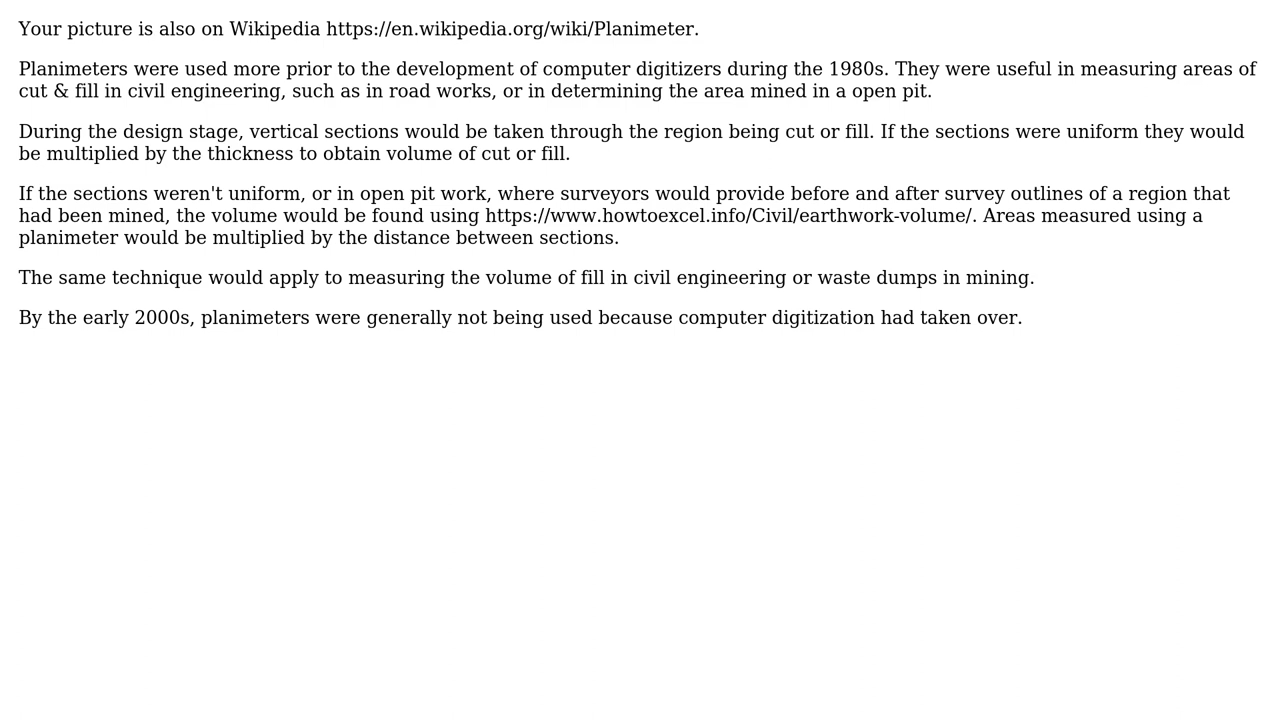 Your picture is also on Wikipedia https://en.wikipedia.org/wiki/Planimeter.
Planimeters were used more prior to the development of computer digitizers during the 1980s. They were useful in measuring areas of
cut & fill in civil engineering, such as in road works, or in determining the area mined in a open pit.
During the design stage, vertical sections would be taken through the region being cut or fill. If the sections were uniform they would
be multiplied by the thickness to obtain volume of cut or fill.
If the sections weren't uniform, or in open pit work, where surveyors would provide before and after survey outlines of a region that
had been mined, the volume would be found using https://www.howtoexcel.info/Civil/earthwork-volume/. Areas measured using a
planimeter would be multiplied by the distance between sections.
The same technique would apply to measuring the volume of fill in civil engineering or waste dumps in mining.
By the early 2000s, planimeters were generally not being used because computer digitization had taken over.